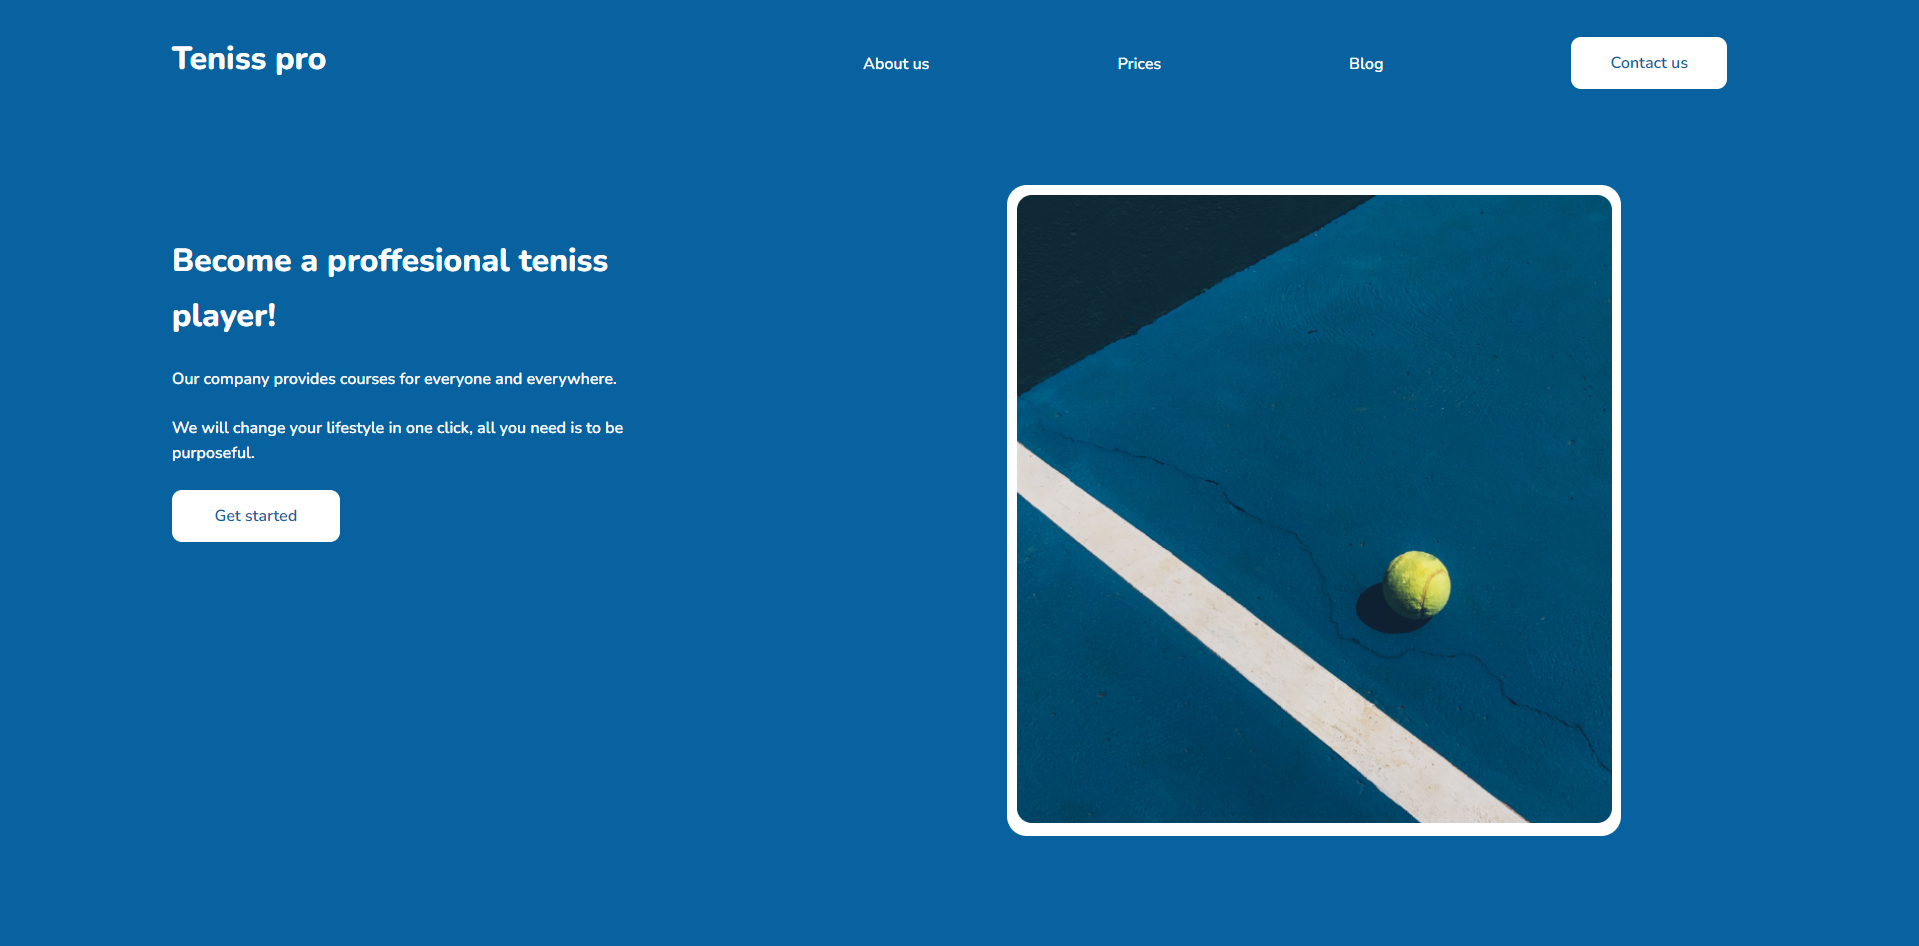 Teniss pro
About us
Prices
Blog
Contact us
Become a proffesional teniss
player!
Our company provides courses for everyone and everywhere.
We will change your lifestyle in one click, all you need is to be
purposeful.
Get started